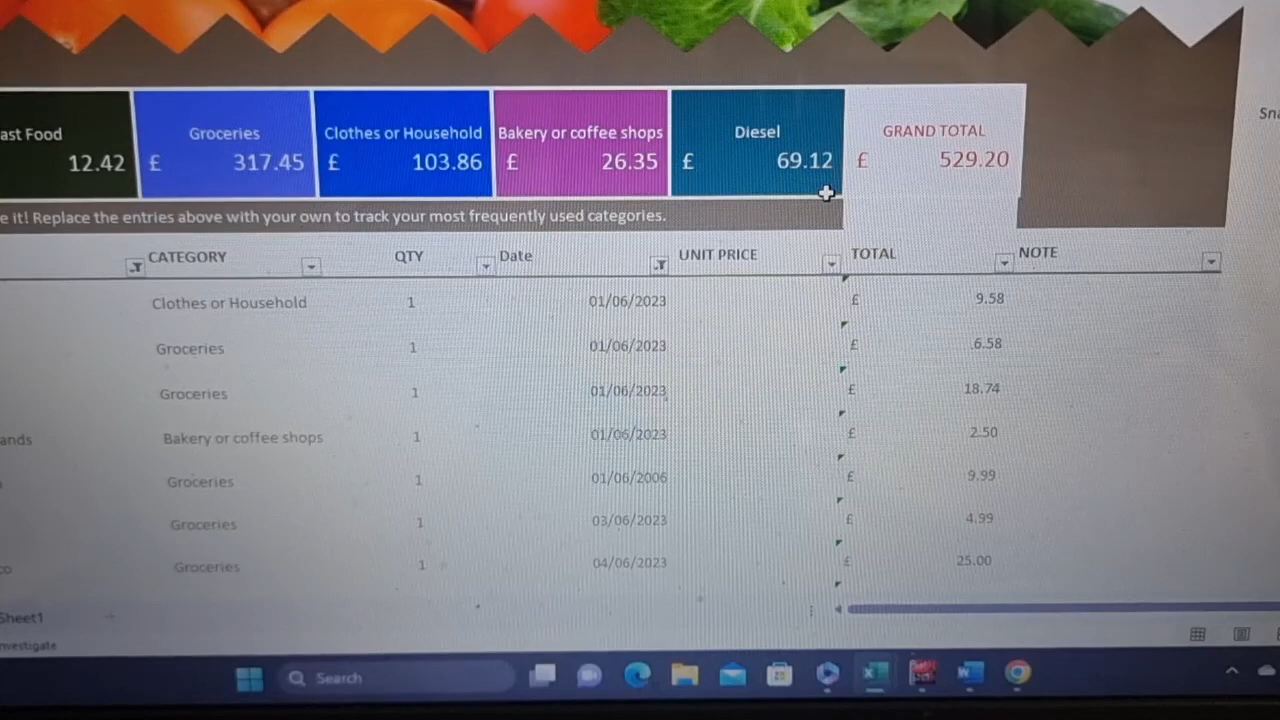 ast Food Groceries Clothes or Household Bakery or coffee shops Diesel GRAND TOTAL
12.42 £ 317.45 £ 103.86 £ 26.35 £ 69.12 £ 529.20
Sna
e it! Replace the entries above with your own to track your most frequently used categories.
CATEGORY QTY Date UNIT PRICE TOTAL NOTE
Clothes or Household 1 01/06/2023 £ 9.58
Groceries 1 01/06/2023 £ 6.58
Groceries 1 01/06/2023 £ 18.74
ands Bakery or coffee shops 1 01/06/2023 £ 2.50
Groceries 1 01/06/2006 £ 9.99
Groceries 1 03/06/2023 £ 4.99
co Groceries 1 04/06/2023 £ 25.00
Sheet1
nvestigate
Search